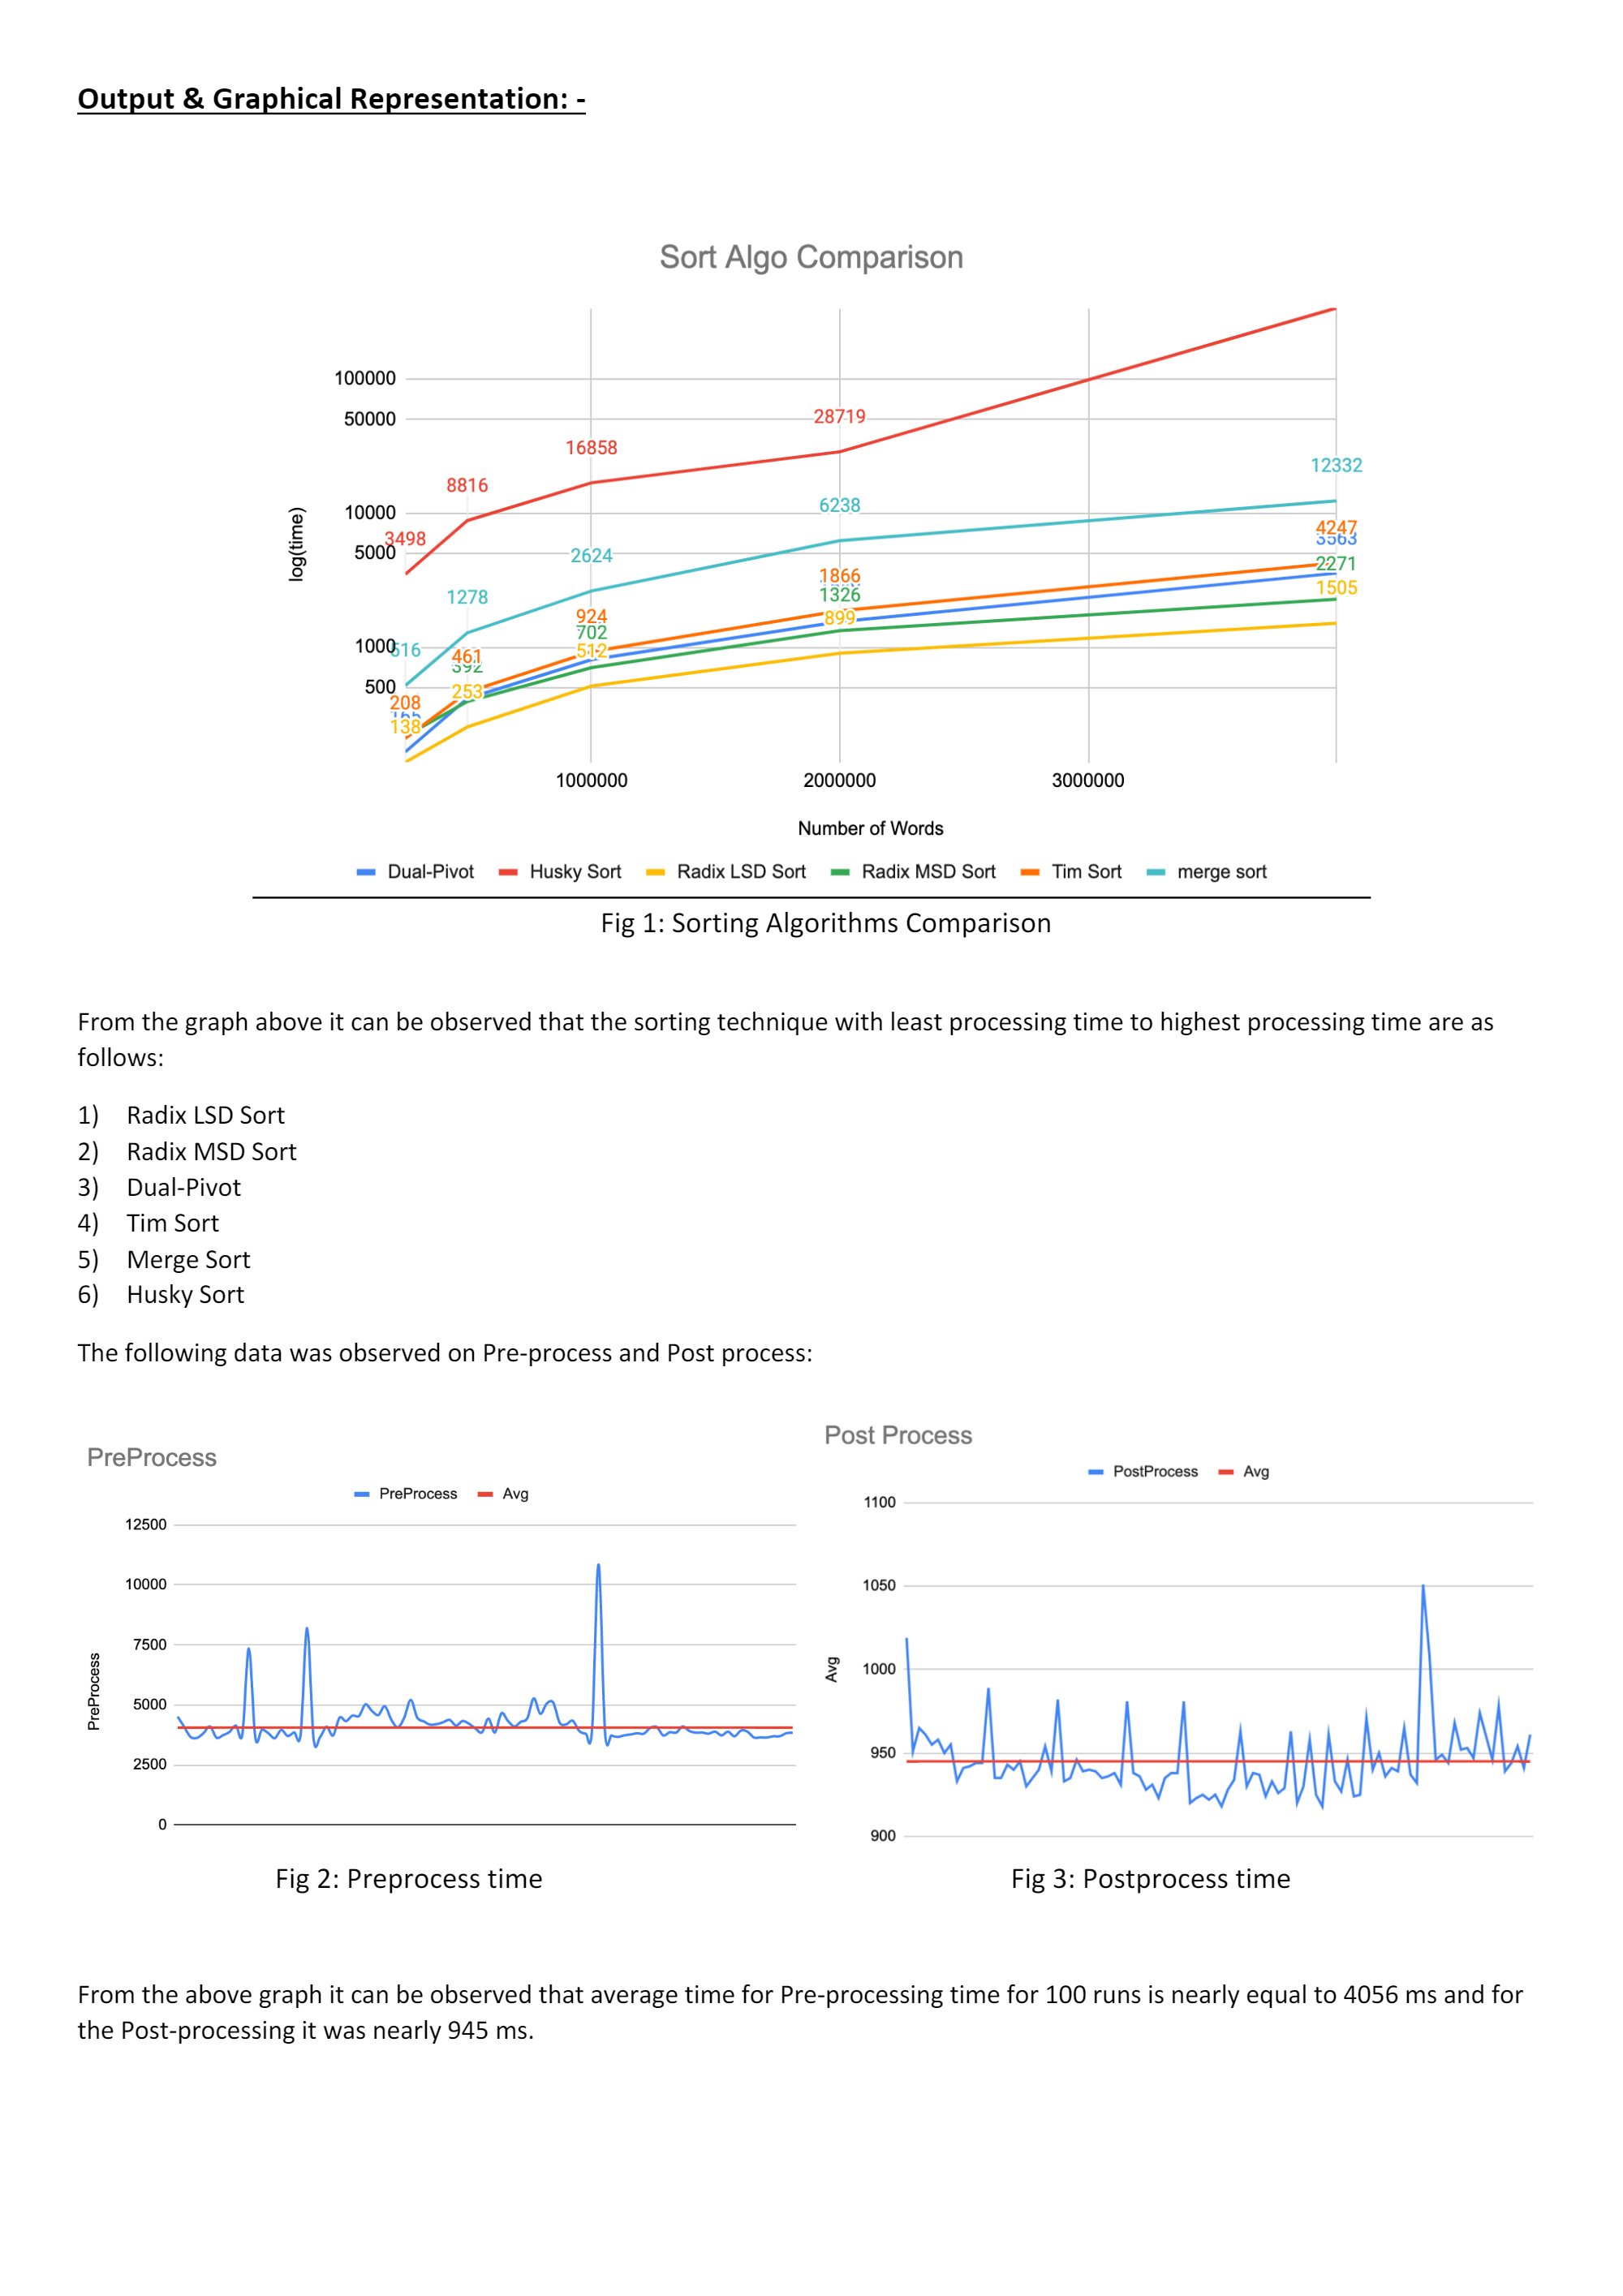 Output & Graphical Representation: -
Sort Algo Comparison
100000
50000
10000
5000
1000
500
log(time)
3498
8816
16858
28719
1278
2624
6238
12332
208
461
924
1866
4247
3563
702
1326
2271
138
253
512
899
1505
1000000
2000000
3000000
Number of Words
Dual-Pivot
Husky Sort
Radix LSD Sort
Radix MSD Sort
Tim Sort
merge sort
Fig 1: Sorting Algorithms Comparison
From the graph above it can be observed that the sorting technique with least processing time to highest processing time are as
follows:
1) Radix LSD Sort
2) Radix MSD Sort
3) Dual-Pivot
4) Tim Sort
5) Merge Sort
6) Husky Sort
The following data was observed on Pre-process and Post process:
PreProcess
PreProcess
Avg
12500
10000
7500
5000
2500
0
PreProcess
Fig 2: Preprocess time
Post Process
PostProcess
Avg
1100
1050
1000
950
900
Avg
Fig 3: Postprocess time
From the above graph it can be observed that average time for Pre-processing time for 100 runs is nearly equal to 4056 ms and for
the Post-processing it was nearly 945 ms.